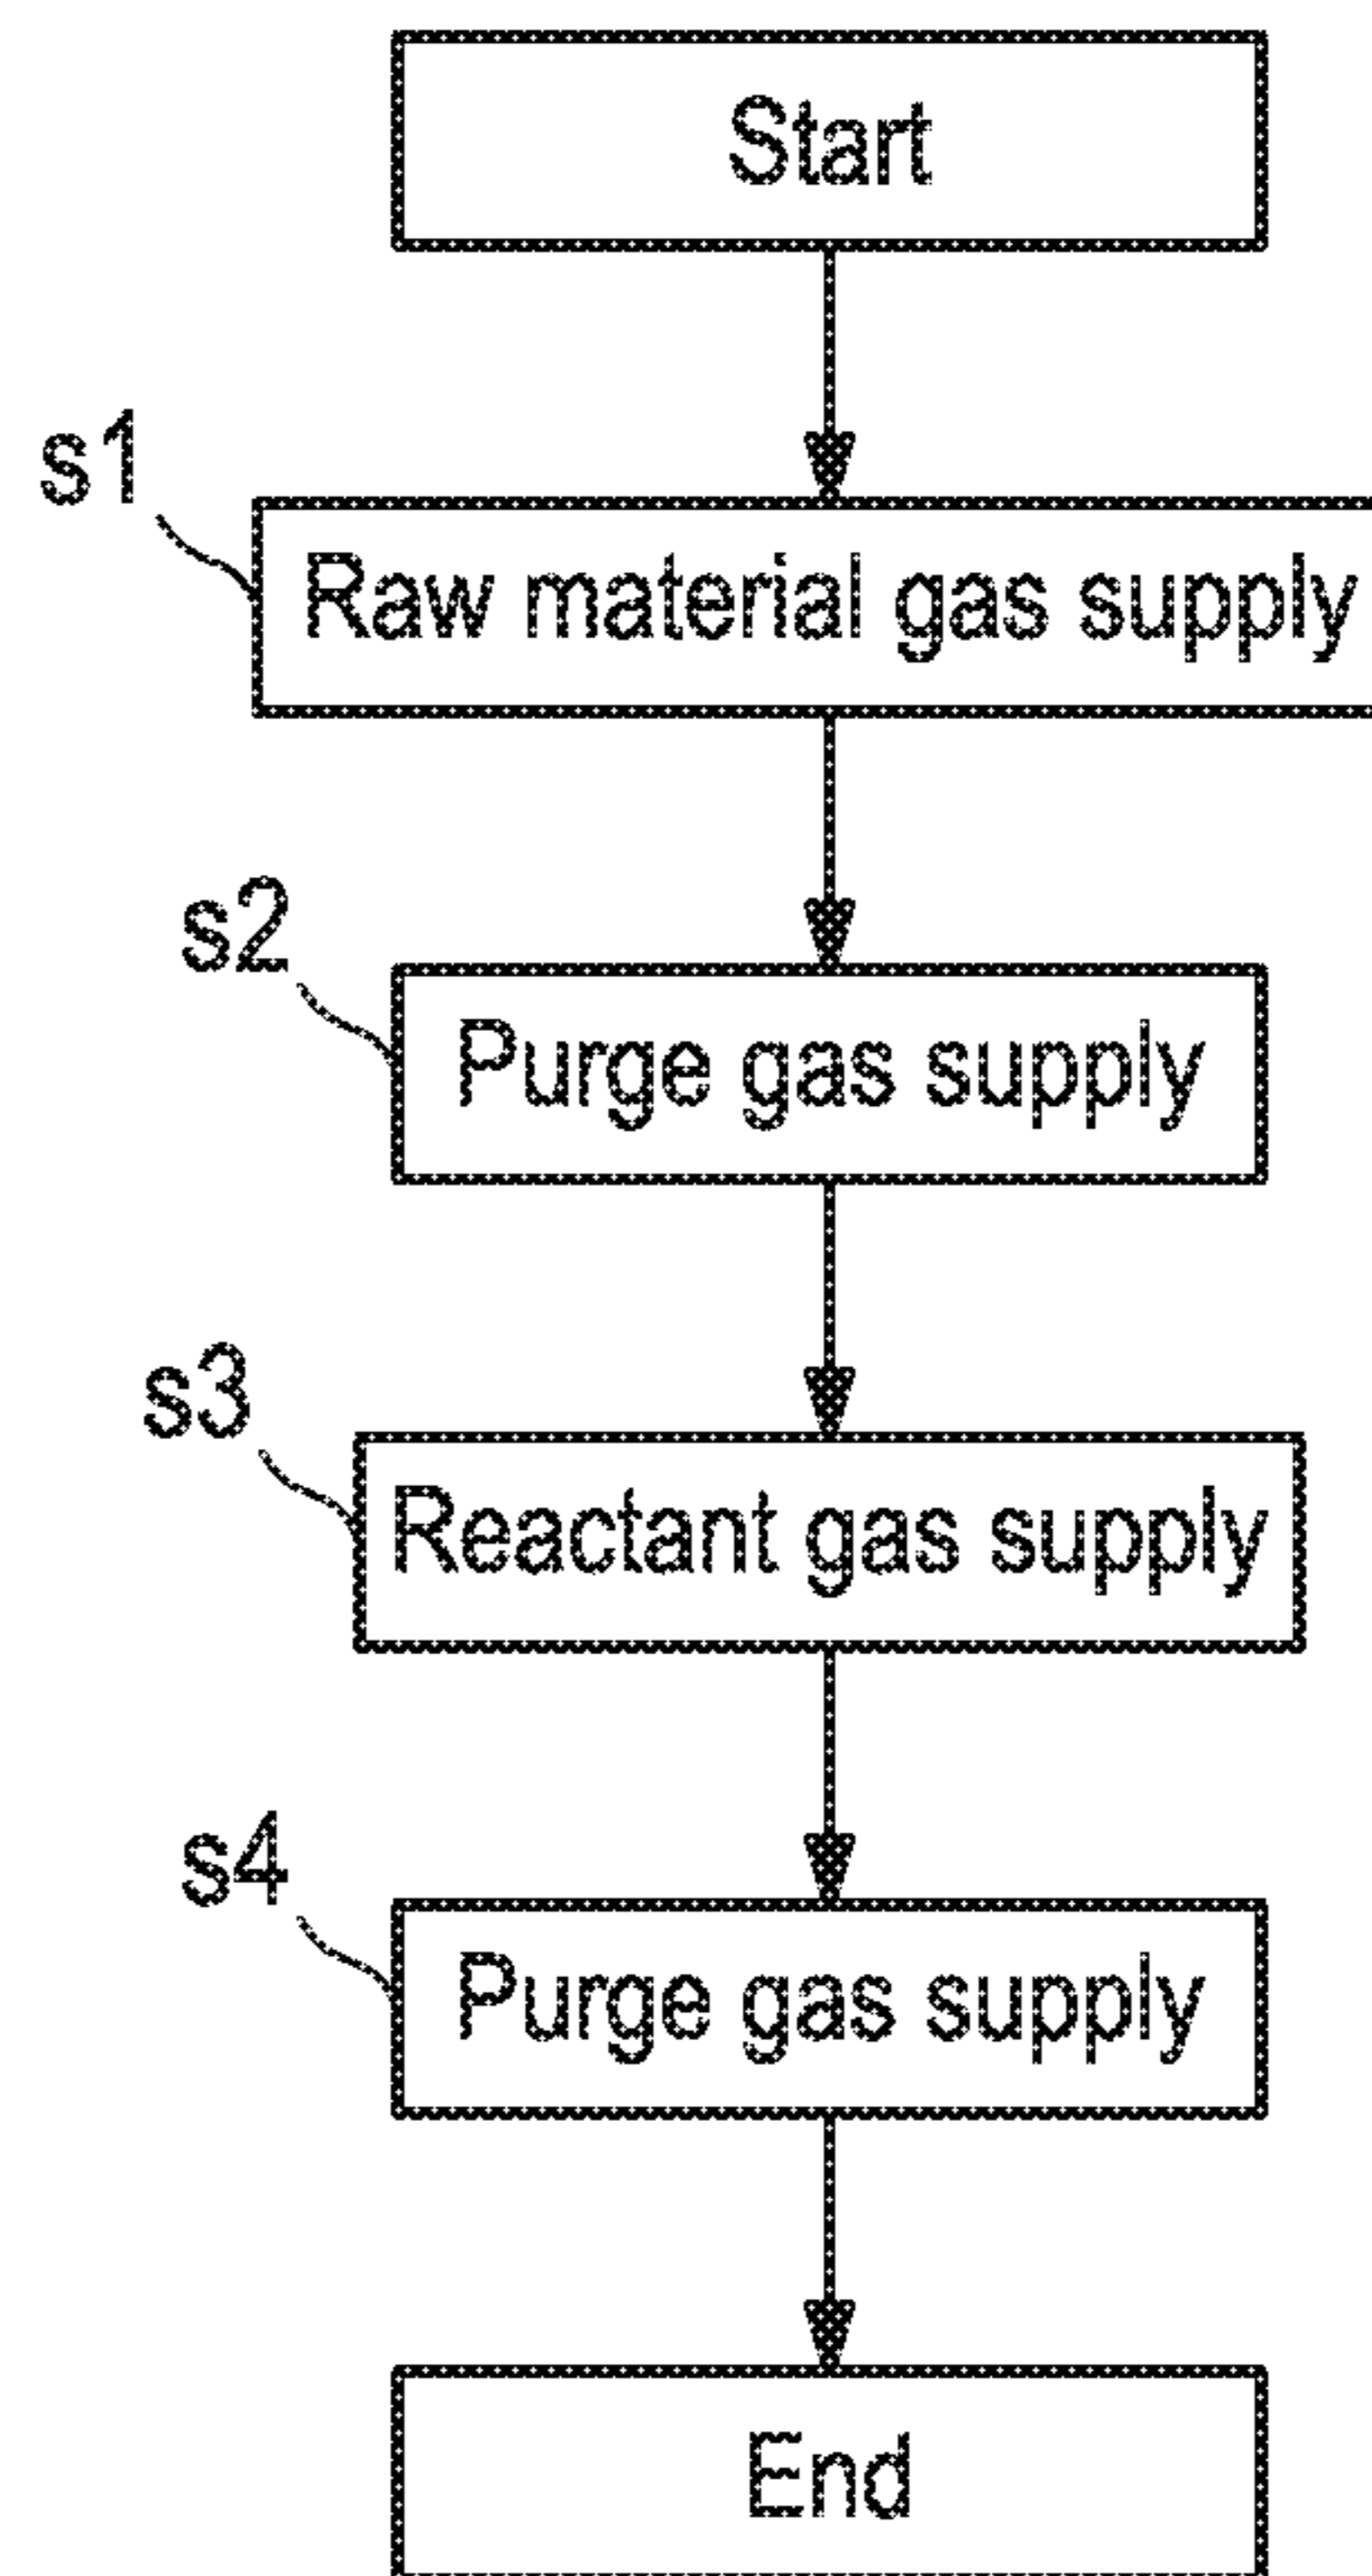 Start
s1
Raw material gas supply
s2
Purge gas supply
s3
Reactant gas supply
s4
Purge gas supply
End